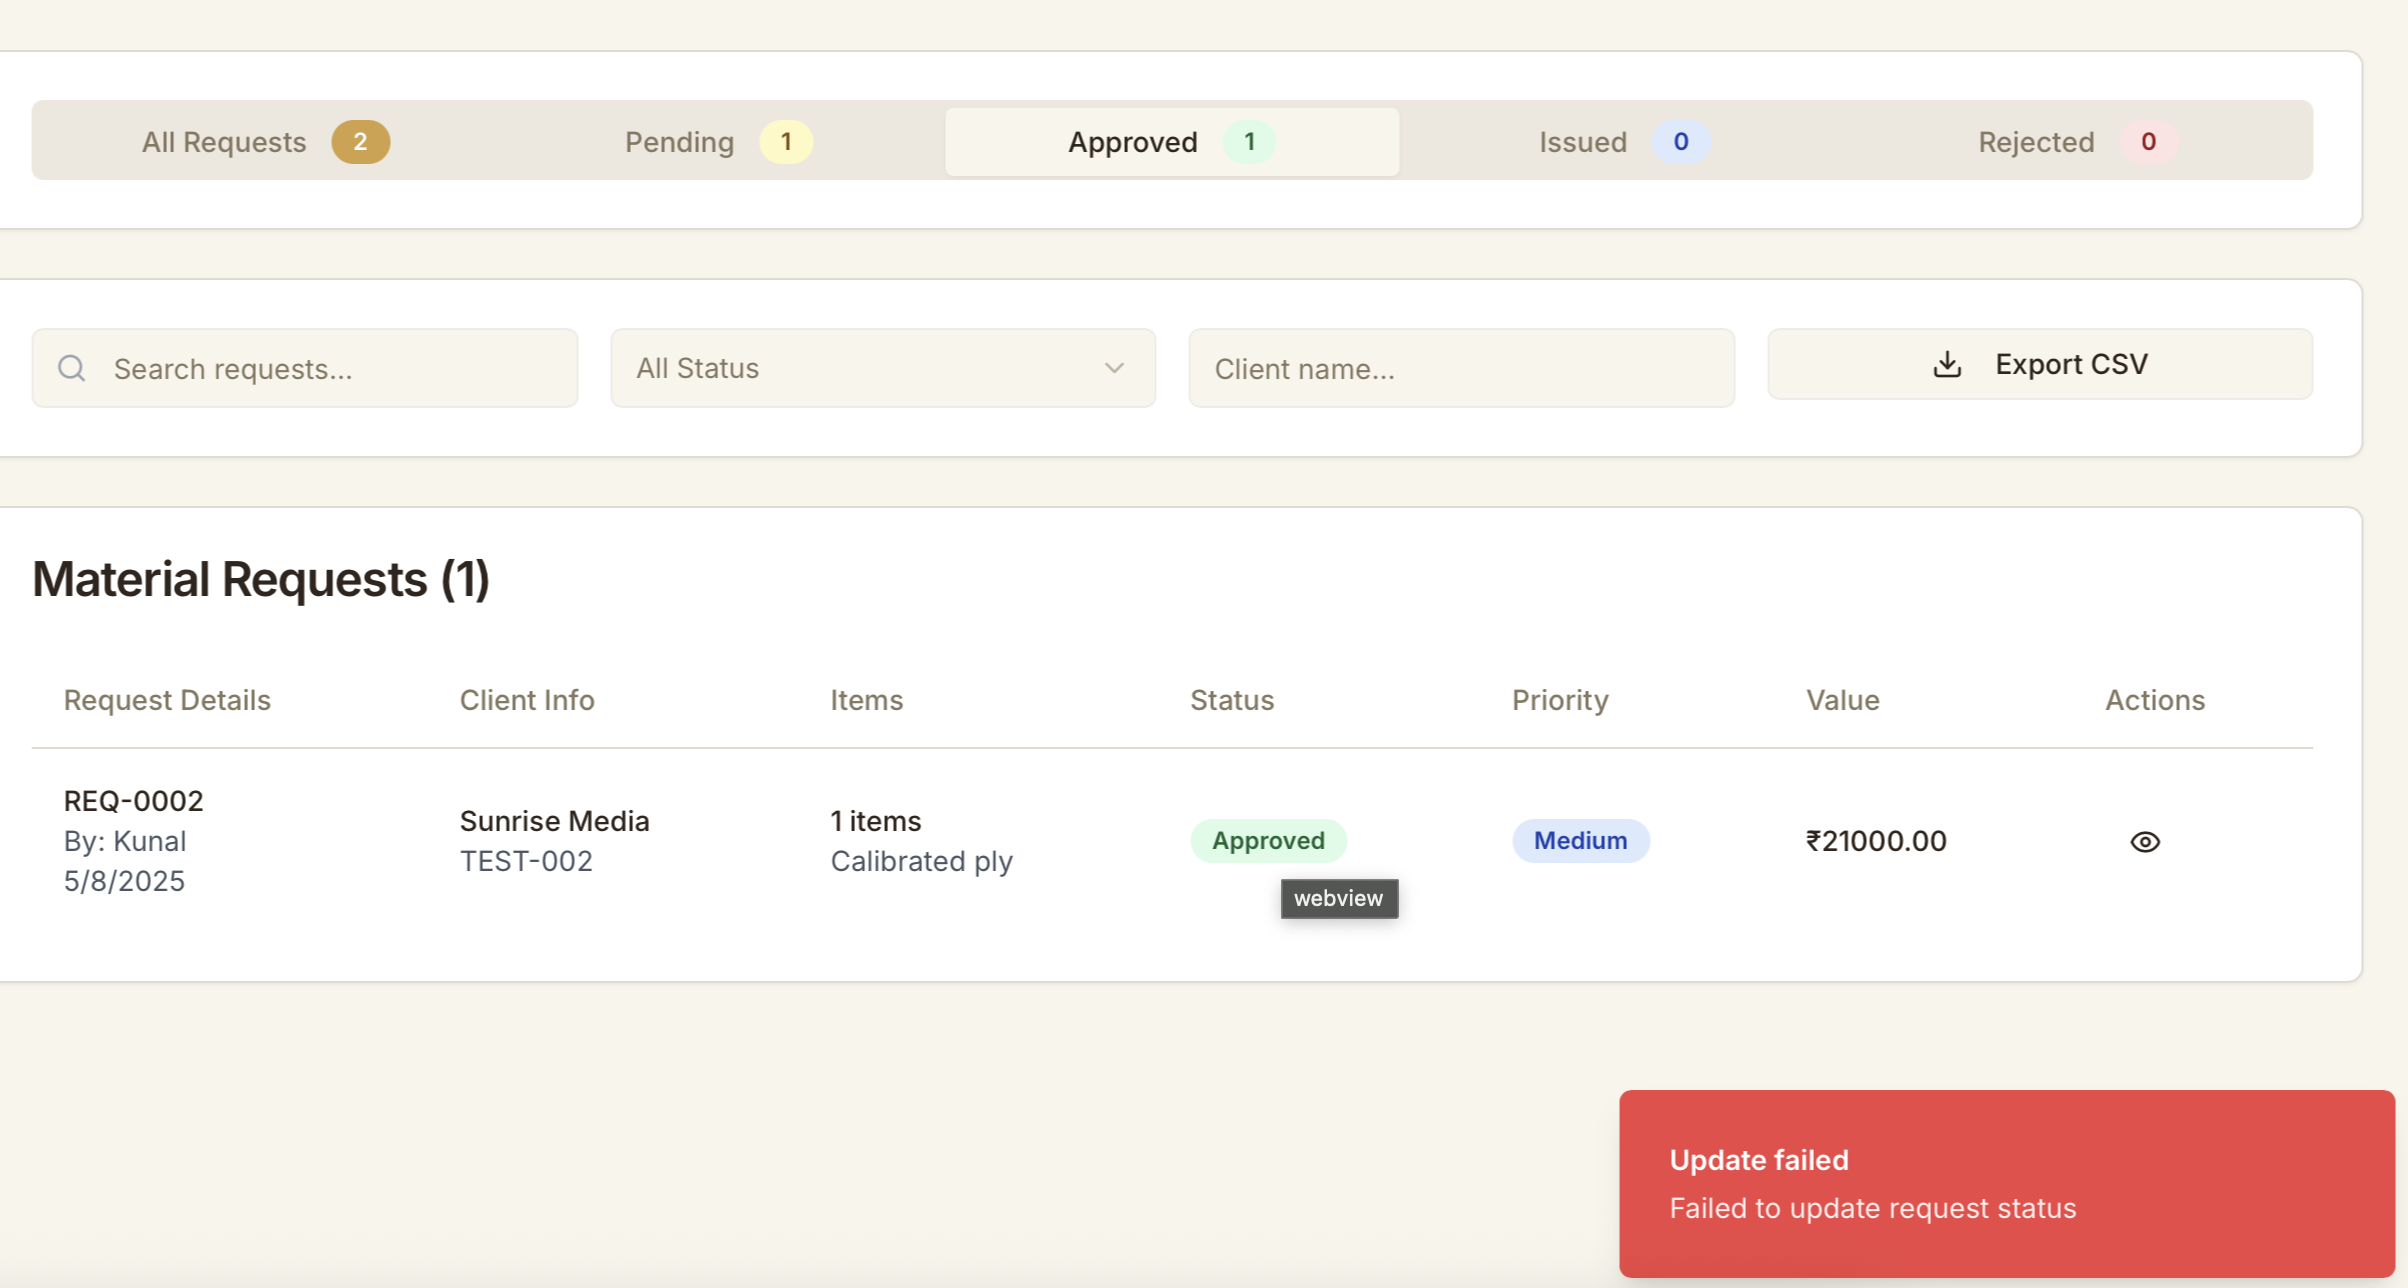 All Requests 2 Pending 1 Approved 1 Issued 0 Rejected 0
Search requests... All Status Client name... Export CSV
Material Requests (1)
Request Details Client Info Items Status Priority Value Actions
REQ-0002
By: Kunal
5/8/2025
Sunrise Media
TEST-002
1 items
Calibrated ply
Approved
Medium
₹21000.00
webview
Update failed
Failed to update request status